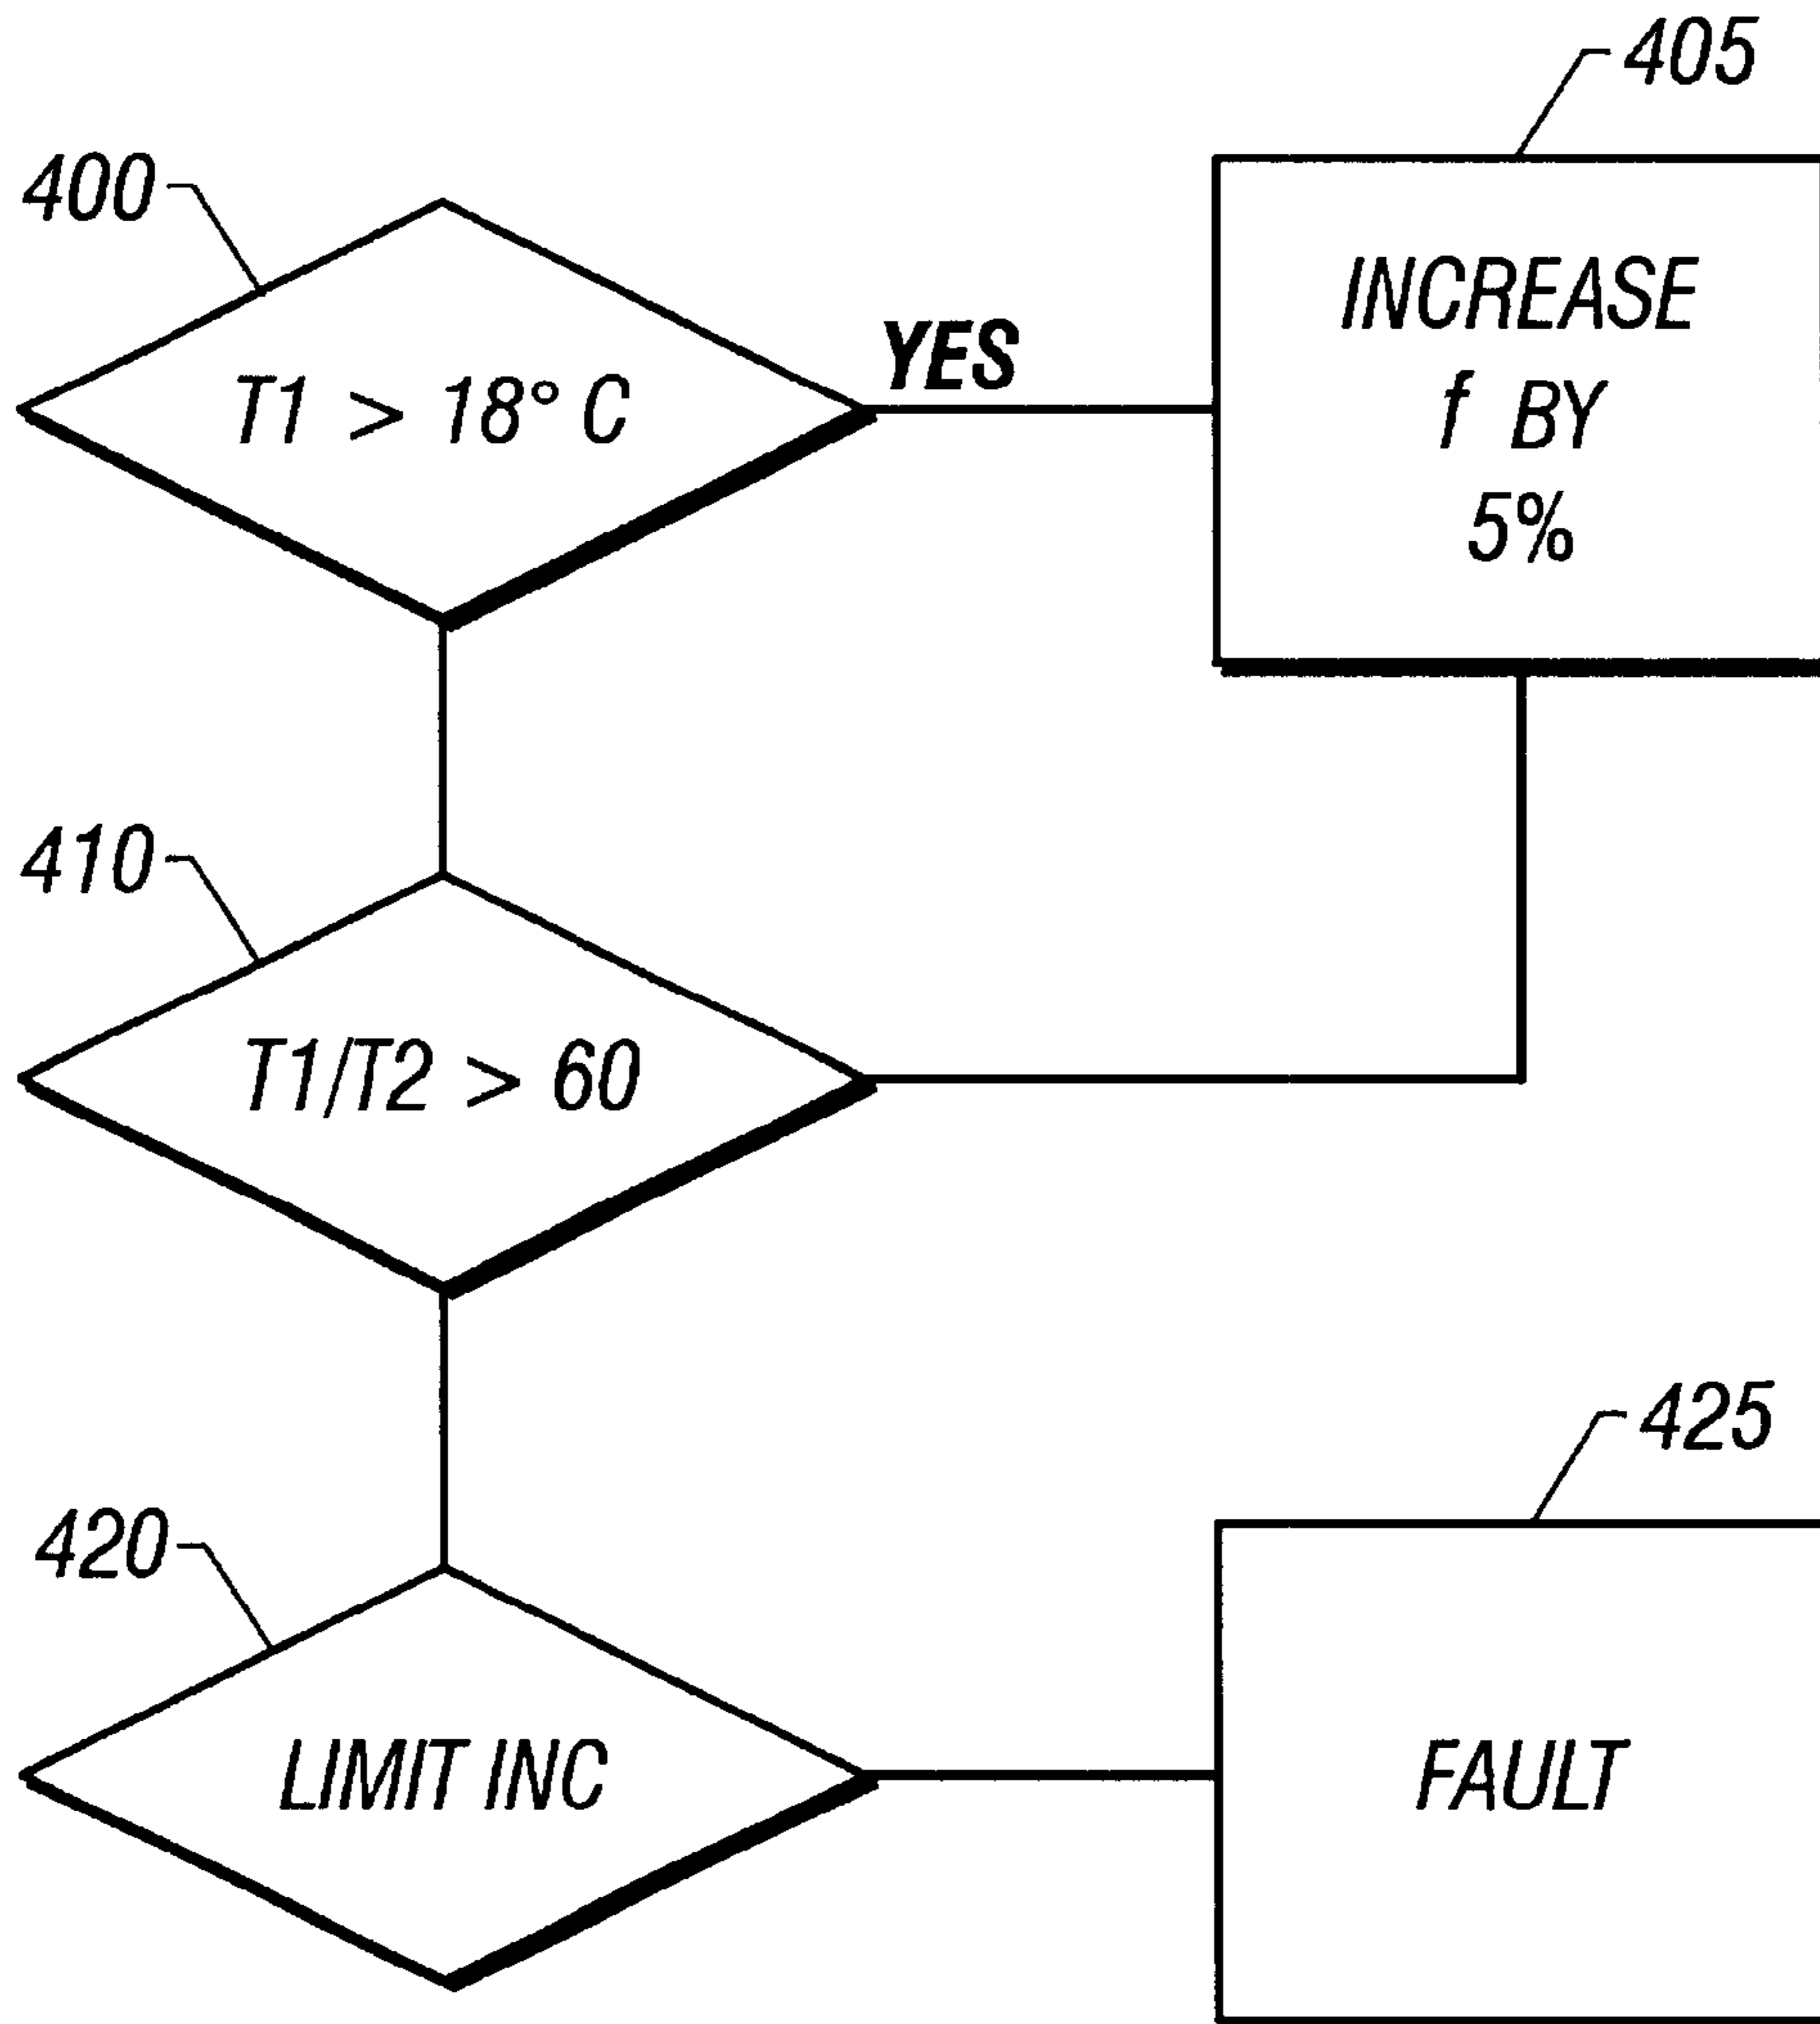 405
400
T1 > 18° C
YES
INCREASE
f BY
5%
410
T1/T2 > 60
425
420
LIMIT INC
FAULT